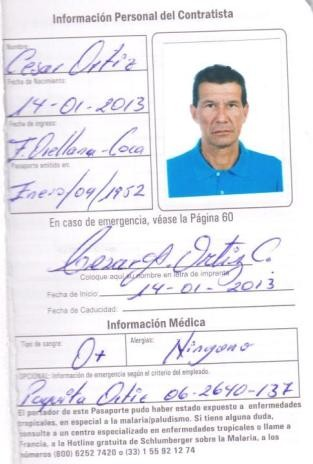 Información Personal del Contratista
Nombre:
Cesar Ortiz
Fecha de Nacimiento:
14-01-2013
Fecha de ingreso:
F. Orellana-Coca
Pasaporte emitido en:
Enero/04/1952
En caso de emergencia, véase la Página 60
Cesar Ortiz C.
Coloque aquí su nombre en letra de imprenta
Fecha de Inicio: 14-01-2013
Fecha de Caducidad:
Información Médica
Tipo de sangre: O+
Alergias: Ninguna
OPCIONAL: Información de emergencia según el criterio del empleado.
Paquita Ortiz 06-2640-137
El portador de este Pasaporte pudo haber estado expuesto a enfermedades
tropicales, en especial a la malaria/paludismo. Si tiene alguna duda,
consulte a un centro especializado en enfermedades tropicales o llame a
Francia, a la Hotline gratuita de Schlumberger sobre la Malaria, a los
números (800) 6252 7420 o (33) 1 55 92 12 74